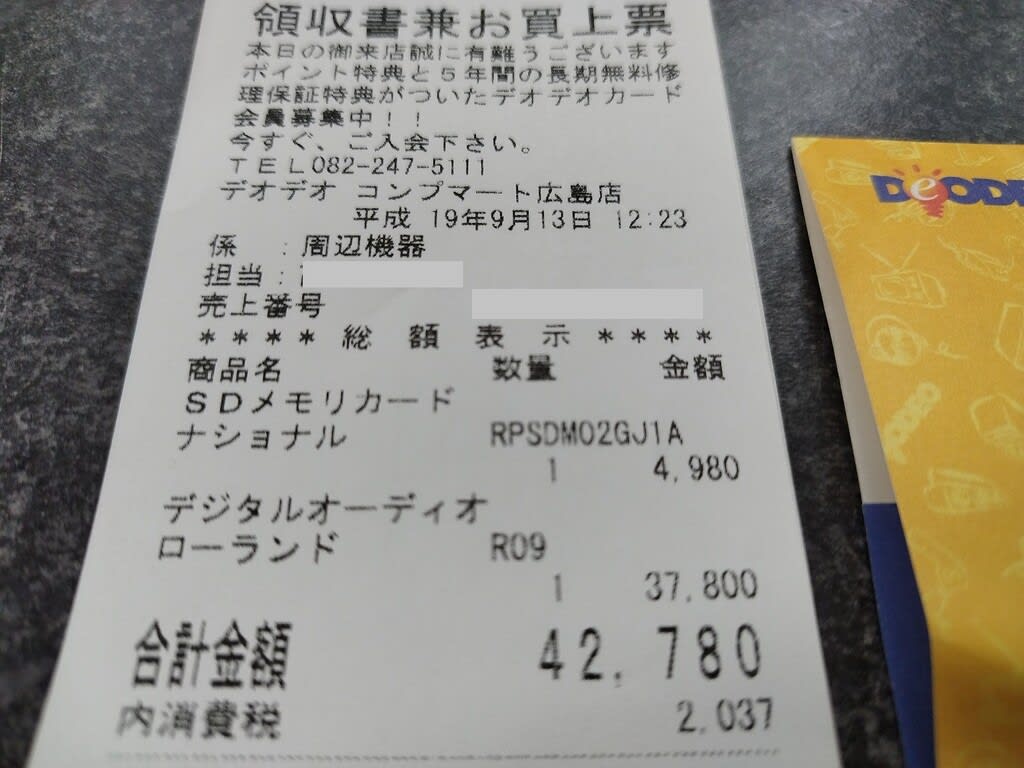 領収書兼お買上票
本日の御来店誠に有難うございます
ポイント特典と5年間の長期無料修
理保証特典がついたデオデオカード
会員募集中！！
今すぐ、ご入会下さい。
ＴＥＬ082-247-5111
デオデオ コンプマート広島店
平成 19年9月13日 12:23
係 ：周辺機器
担当：
売上番号
＊＊＊＊ 総 額 表 示 ＊＊＊＊
商品名 数量 金額
ＳＤメモリカード
ナショナル RPSDM02GJ1A
1 4,980
デジタルオーディオ
ローランド R09
1 37,800
合計金額 42,780
内消費税 2,037
DeODe